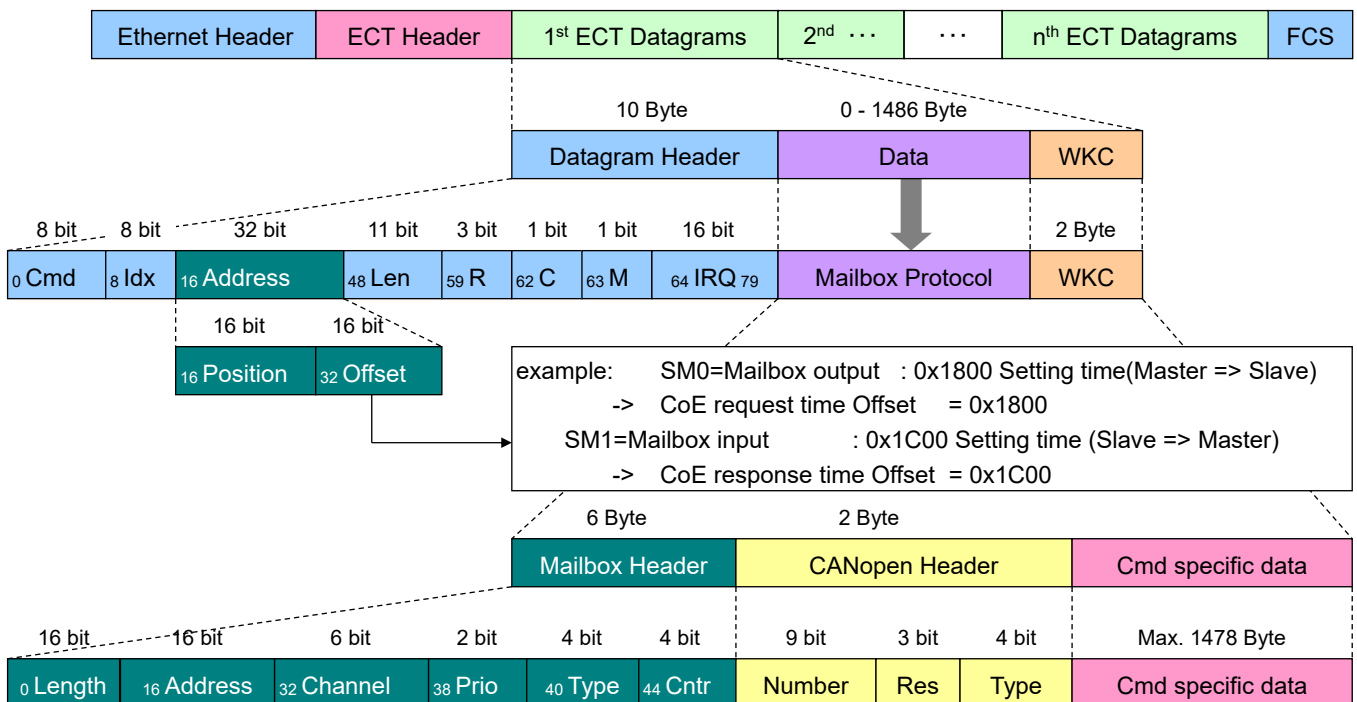 Ethernet Header ECT Header 1st ECT Datagrams 2nd ··· ··· nth ECT Datagrams FCS
10 Byte 0 - 1486 Byte
Datagram Header Data WKC
8 bit 8 bit 32 bit 11 bit 3 bit 1 bit 1 bit 16 bit 2 Byte
0 Cmd 8 Idx 16 Address 48 Len 59 R 62 C 63 M 64 IRQ 79 Mailbox Protocol WKC
16 bit 16 bit
16 Position 32 Offset
example: SM0=Mailbox output : 0x1800 Setting time(Master => Slave)
-> CoE request time Offset = 0x1800
SM1=Mailbox input : 0x1C00 Setting time (Slave => Master)
-> CoE response time Offset = 0x1C00
6 Byte 2 Byte
Mailbox Header CANopen Header Cmd specific data
16 bit 16 bit 6 bit 2 bit 4 bit 4 bit 9 bit 3 bit 4 bit Max. 1478 Byte
0 Length 16 Address 32 Channel 38 Prio 40 Type 44 Cntr Number Res Type Cmd specific data